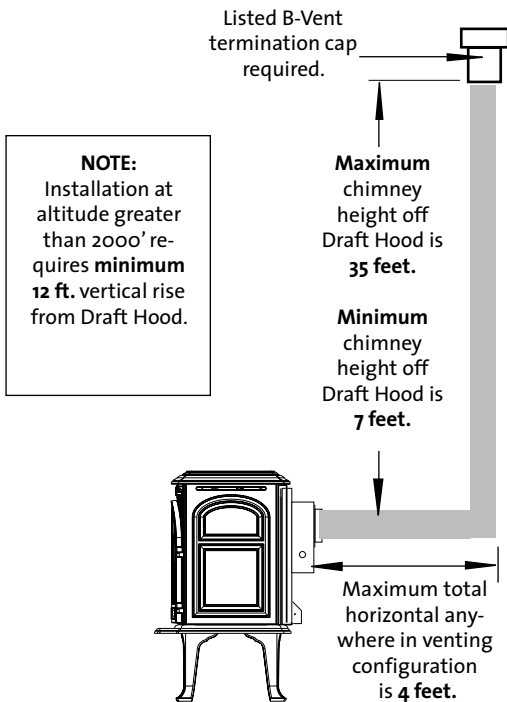 Listed B-Vent
termination cap
required.
NOTE:
Installation at
altitude greater
than 2000' re-
quires minimum
12 ft. vertical rise
from Draft Hood.
Maximum
chimney
height off
Draft Hood is
35 feet.
Minimum
chimney
height off
Draft Hood is
7 feet.
Maximum total
horizontal any-
where in venting
configuration
is 4 feet.